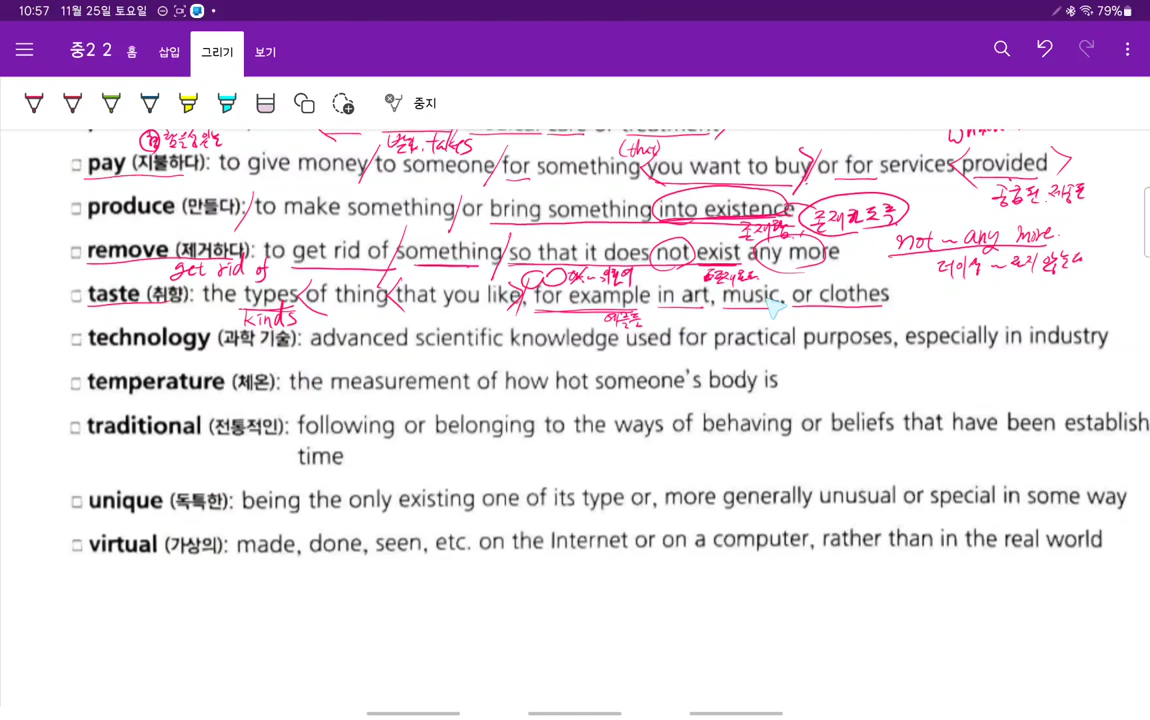 10:57 11월 25일 토요일 79%
중2 2 홈 삽입 그리기 보기
중지
힘을쏟는
takes
(that)
pay (지불하다): to give money to someone for something you want to buy or for services provided
공급된, 제공된
produce (만들다): to make something or bring something into existence
존재하도록
not ~ any more.
remove (제거하다): to get rid of something so that it does not exist any more
get rid of
더이상 ~ 하지 않는다
taste (취향): the types of thing that you like, for example in art, music, or clothes
kinds
예를들어
technology (과학 기술): advanced scientific knowledge used for practical purposes, especially in industry
temperature (체온): the measurement of how hot someone's body is
traditional (전통적인): following or belonging to the ways of behaving or beliefs that have been establish
time
unique (독특한): being the only existing one of its type or, more generally unusual or special in some way
virtual (가상의): made, done, seen, etc. on the Internet or on a computer, rather than in the real world